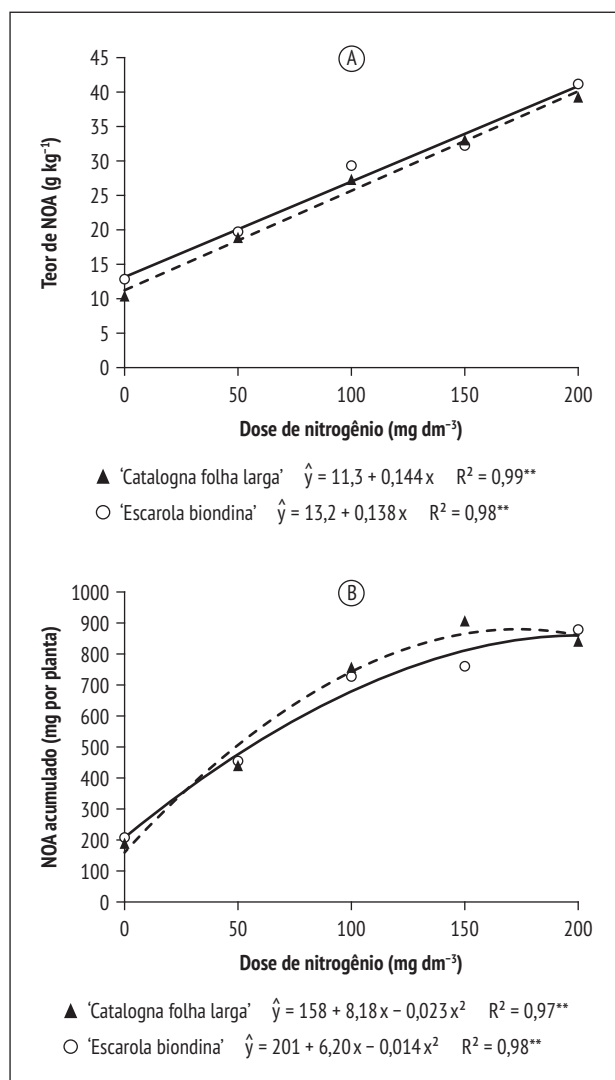 A
45
40
35
30
25
20
15
10
5
0
Teor de NOA (g kg⁻¹)
0 50 100 150 200
Dose de nitrogênio (mg dm⁻³)
▲ ‘Catalogna folha larga’ ŷ = 11,3 + 0,144 x R² = 0,99**
○ ‘Escarola biondina’ ŷ = 13,2 + 0,138 x R² = 0,98**
B
1000
900
800
700
600
500
400
300
200
100
0
NOA acumulado (mg por planta)
0 50 100 150 200
Dose de nitrogênio (mg dm⁻³)
▲ ‘Catalogna folha larga’ ŷ = 158 + 8,18 x – 0,023 x² R² = 0,97**
○ ‘Escarola biondina’ ŷ = 201 + 6,20 x – 0,014 x² R² = 0,98**